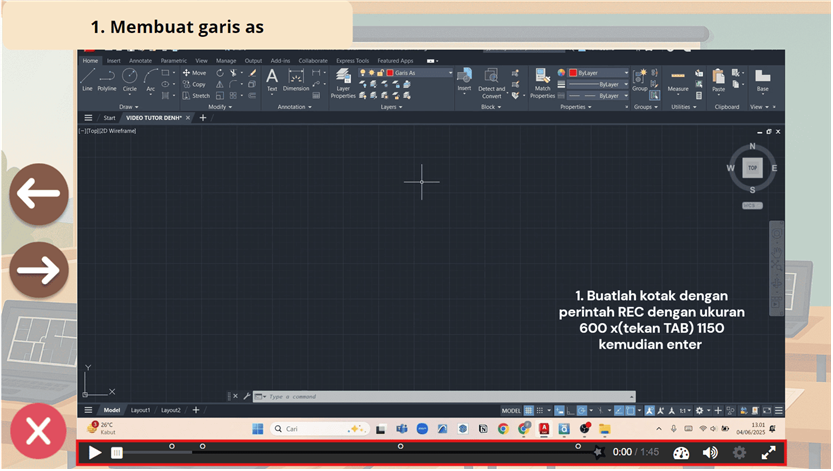 1. Membuat garis as
Home Insert Annotate Parametric View Manage Output Add-ins Collaborate Express Tools Featured Apps
Line Polyline Circle Arc
Move Rotate
Copy
Stretch
Text Dimension
Layer Properties
Garis As
Insert
Detect and Convert
Match Properties
ByLayer
ByLayer
ByLayer
Group
Measure
Paste
Base
Draw Modify Annotation Layers Block Properties Groups Utilities Clipboard View
Start VIDEO TUTOR DENH*
[−][Top][2D Wireframe]
N
W TOP E
S
WCS
1. Buatlah kotak dengan
perintah REC dengan ukuran
600 x(tekan TAB) 1150
kemudian enter
Y
X
Type a command
Model Layout1 Layout2
MODEL 1:1
26°C
Kabut
Cari
13.01
04/06/2025
0:00 / 1:45